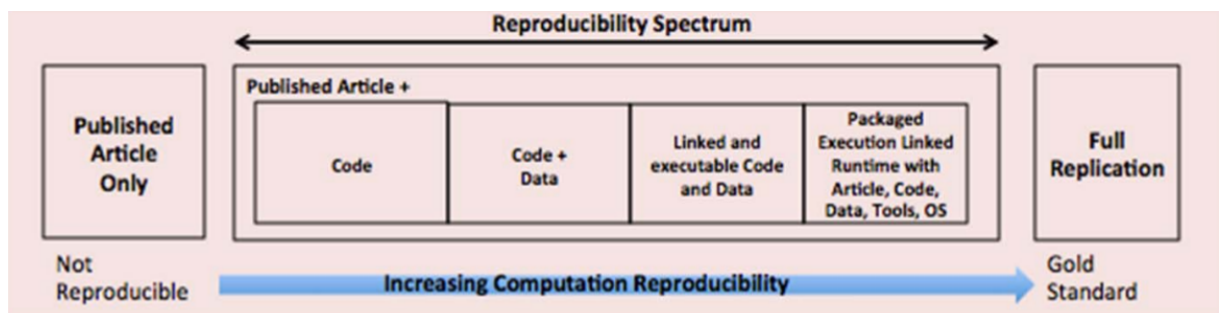 Reproducibility Spectrum
Published
Article
Only
Published Article +
Code
Code +
Data
Linked and
executable Code
and Data
Packaged
Execution Linked
Runtime with
Article, Code,
Data, Tools, OS
Full
Replication
Not
Reproducible
Increasing Computation Reproducibility
Gold
Standard